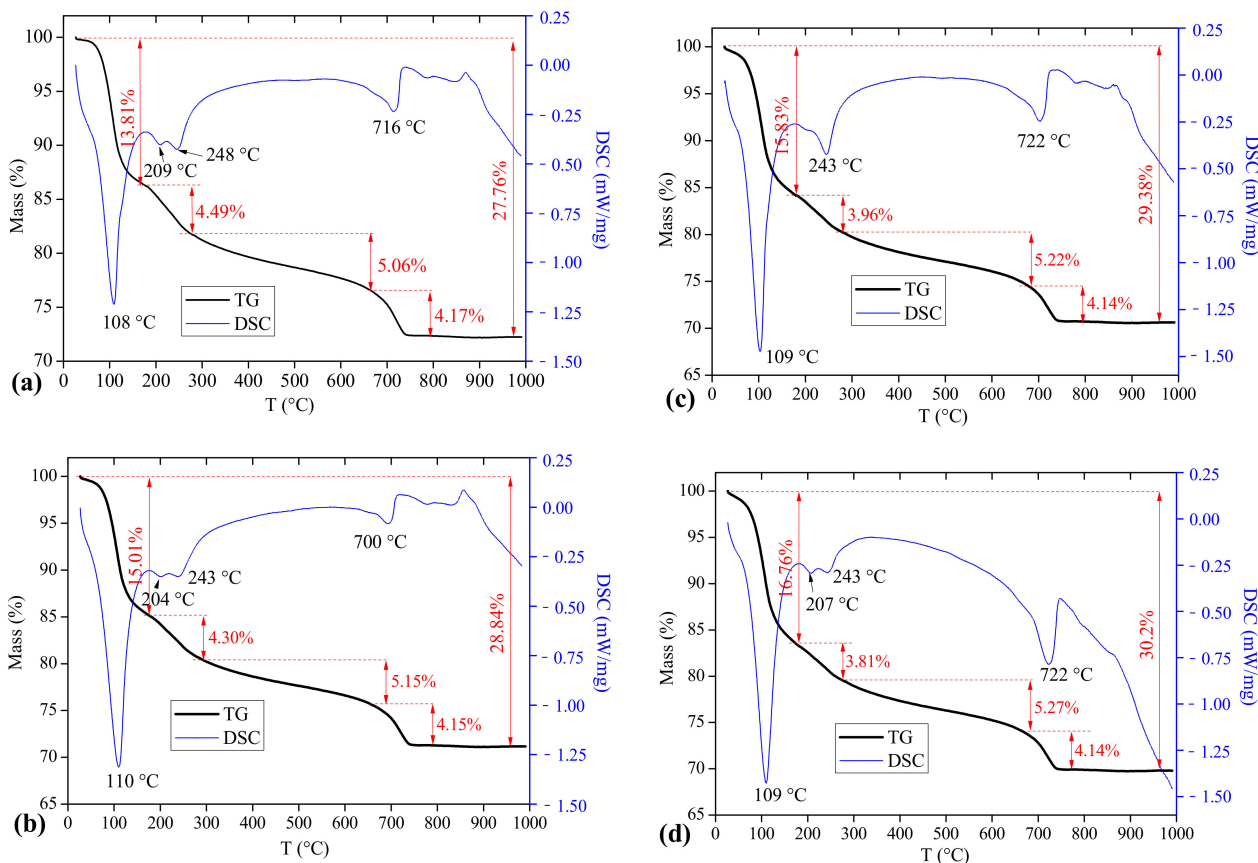 100
95
90
85
80
75
70
Mass (%)
0.25
0.00
- 0.25
- 0.50
- 0.75
- 1.00
- 1.25
- 1.50
DSC (mW/mg)
13.81%
209 °C
248 °C
716 °C
4.49%
5.06%
4.17%
27.76%
TG
DSC
108 °C
0 100 200 300 400 500 600 700 800 900 1000
T (°C)
(a)
100
95
90
85
80
75
70
65
Mass (%)
0.25
0.00
- 0.25
- 0.50
- 0.75
- 1.00
- 1.25
- 1.50
DSC (mW/mg)
15.83%
243 °C
722 °C
3.96%
5.22%
4.14%
29.38%
TG
DSC
109 °C
0 100 200 300 400 500 600 700 800 900 1000
T (°C)
(c)
100
95
90
85
80
75
70
65
Mass (%)
0.25
0.00
- 0.25
- 0.50
- 0.75
- 1.00
- 1.25
- 1.50
DSC (mW/mg)
15.01%
204 °C
243 °C
700 °C
4.30%
5.15%
4.15%
28.84%
TG
DSC
110 °C
0 100 200 300 400 500 600 700 800 900 1000
T (°C)
(b)
100
95
90
85
80
75
70
65
Mass (%)
0.25
0.00
- 0.25
- 0.50
- 0.75
- 1.00
- 1.25
- 1.50
DSC (mW/mg)
16.76%
207 °C
243 °C
722 °C
3.81%
5.27%
4.14%
30.2%
TG
DSC
109 °C
0 100 200 300 400 500 600 700 800 900 1000
T (°C)
(d)